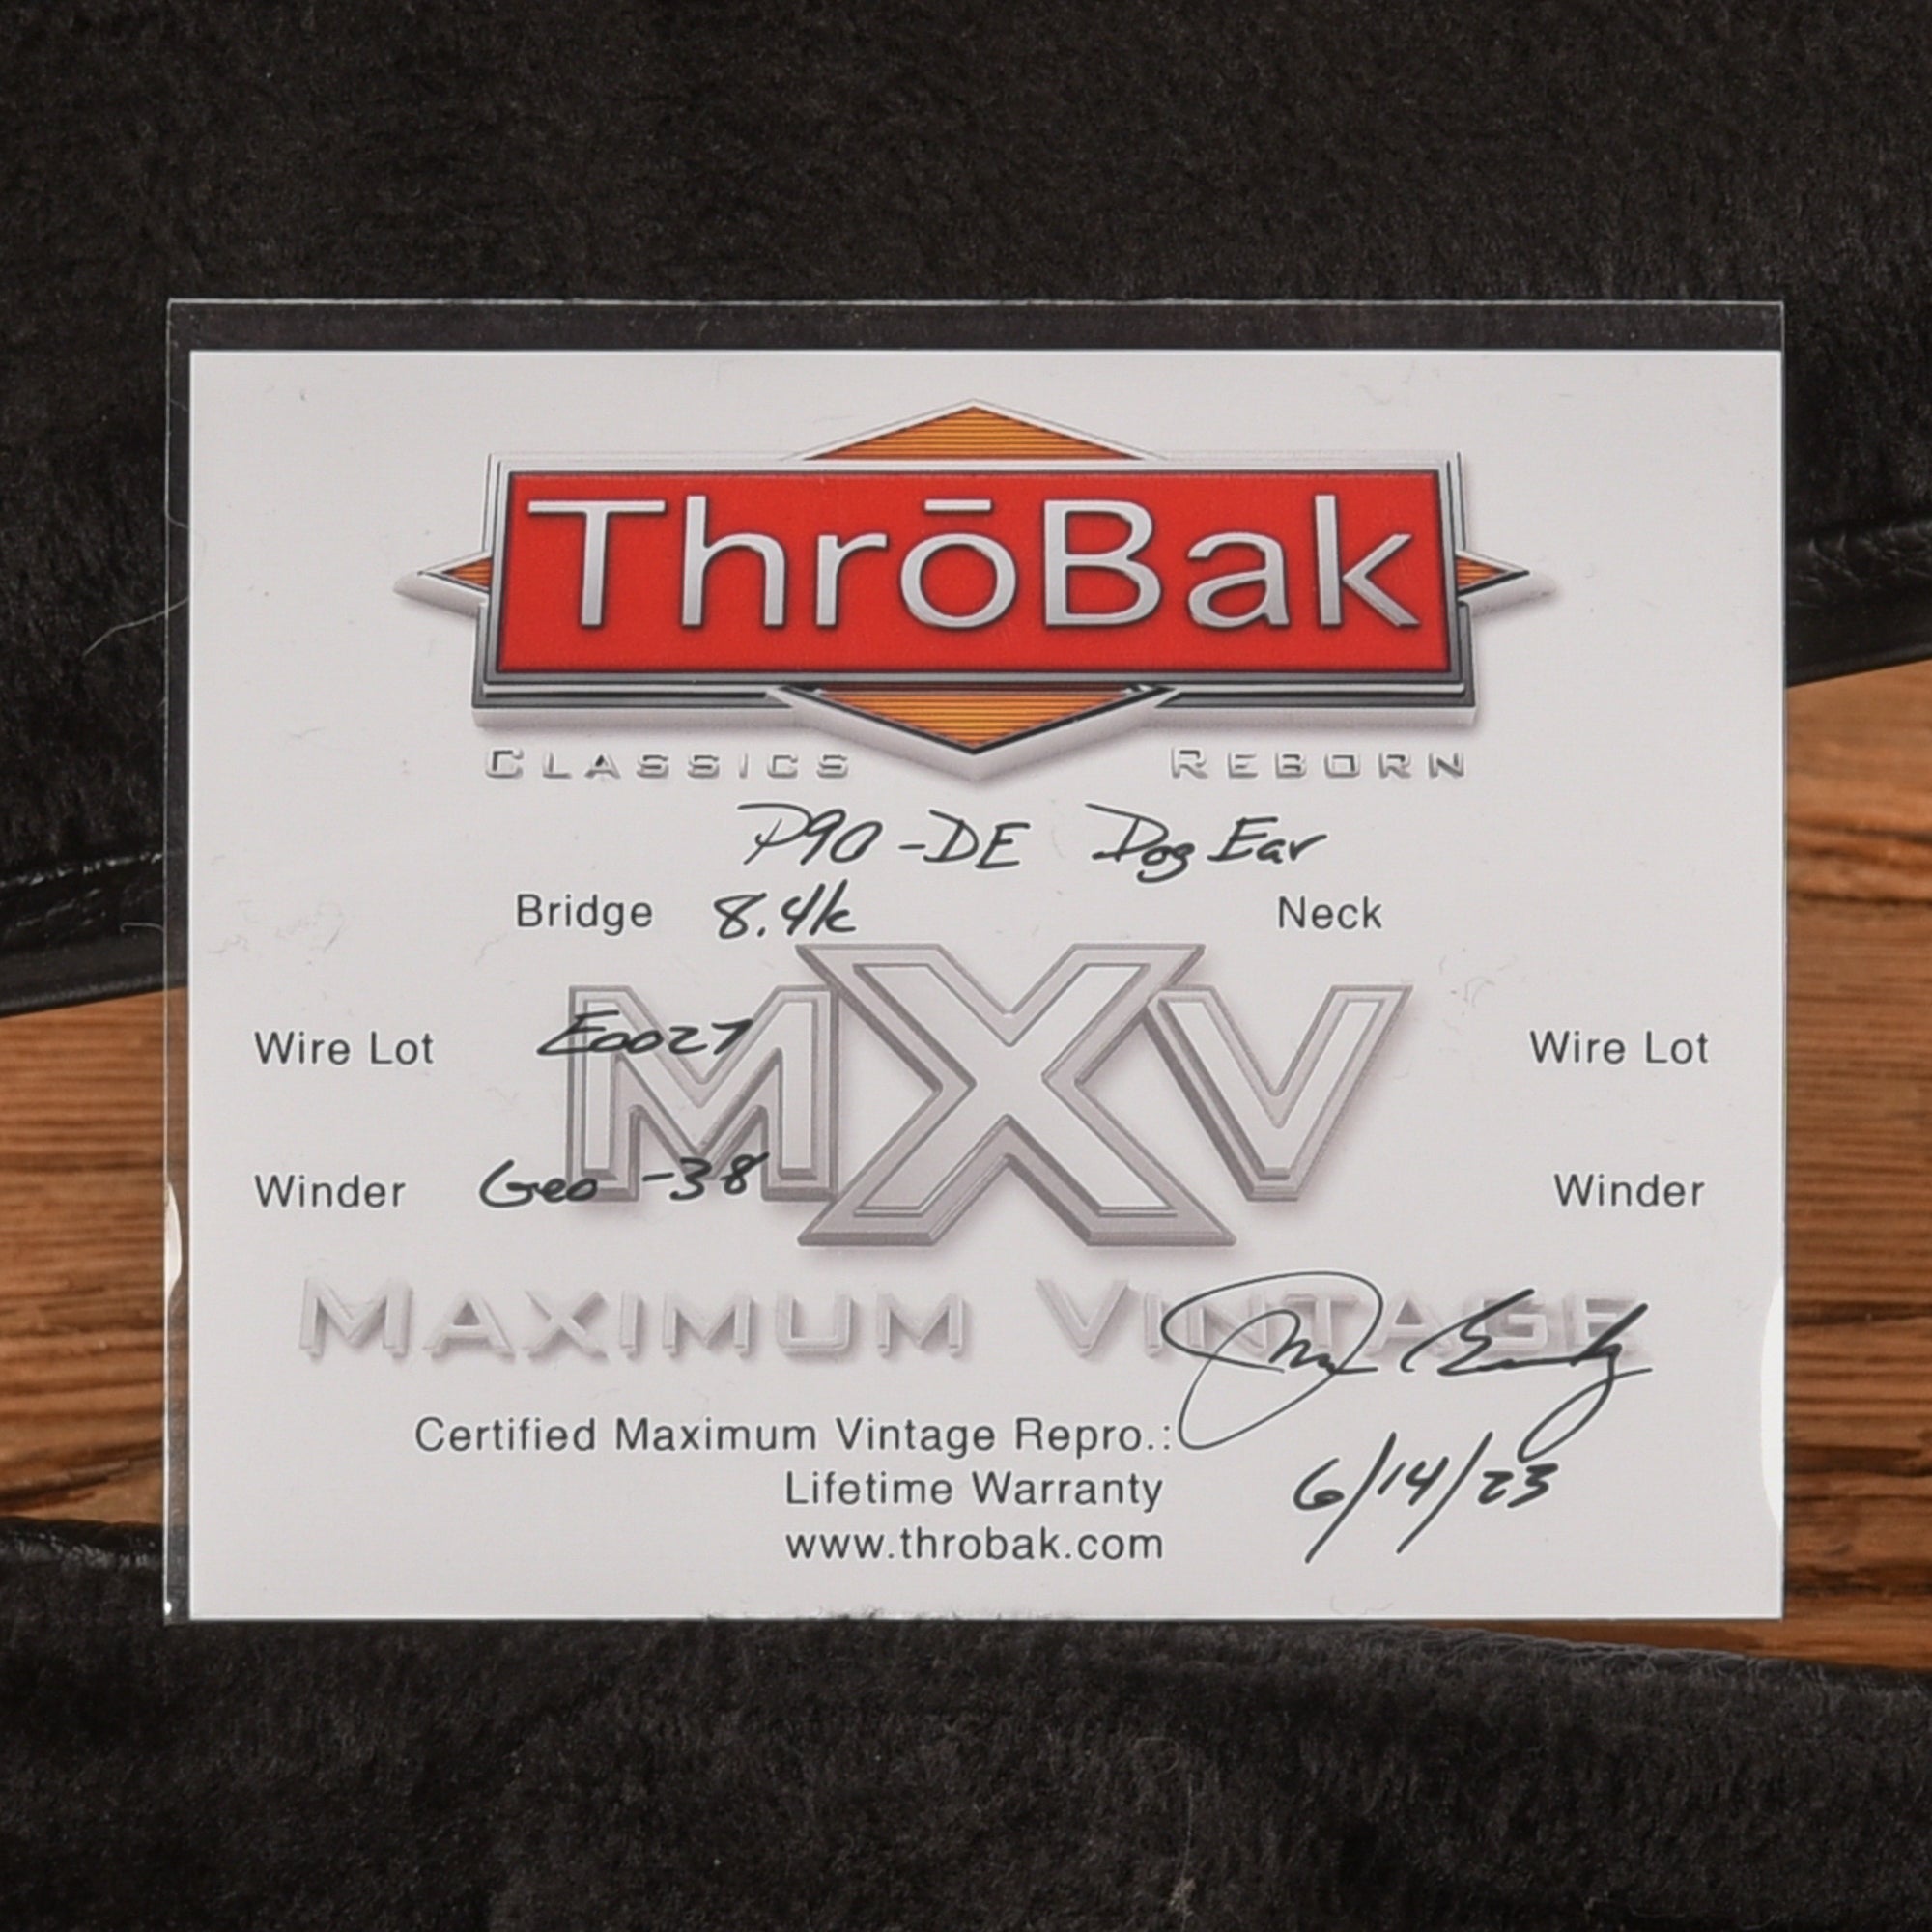 ThrōBak
CLASSICS REBORN
P90-DE Dog Ear
Bridge 8.4k Neck
MXV
Wire Lot E0027 Wire Lot
Winder Geo-38 Winder
MAXIMUM VINTAGE
Certified Maximum Vintage Repro.:
Lifetime Warranty 6/14/23
www.throbak.com